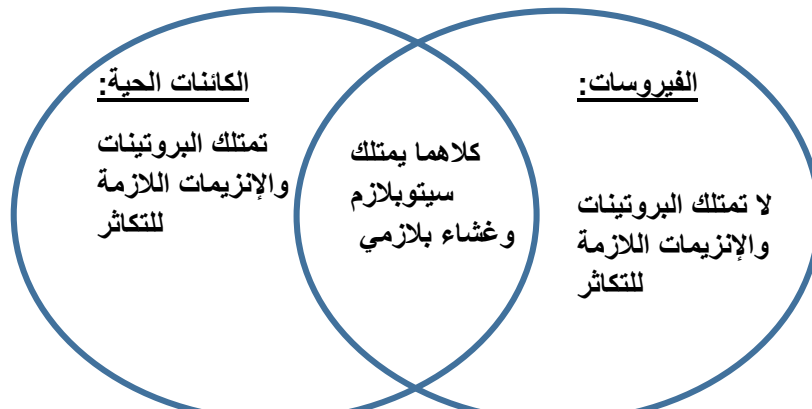 الفيروسات:
لا تمتلك البروتينات
والإنزيمات اللازمة
للتكاثر
كلاهما يمتلك
سيتوبلازم
وغشاء بلازمي
الكائنات الحية:
تمتلك البروتينات
والإنزيمات اللازمة
للتكاثر